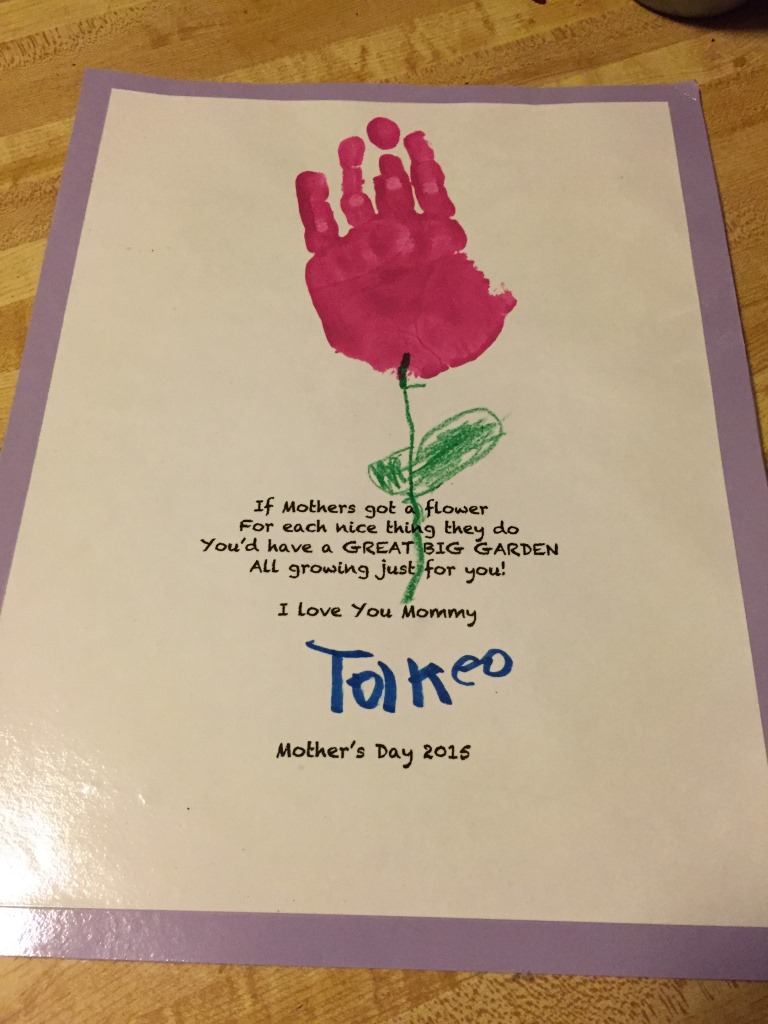 If Mothers got a flower
For each nice thing they do
You'd have a GREAT BIG GARDEN
All growing just for you!
I love You Mommy
Mother's Day 2015